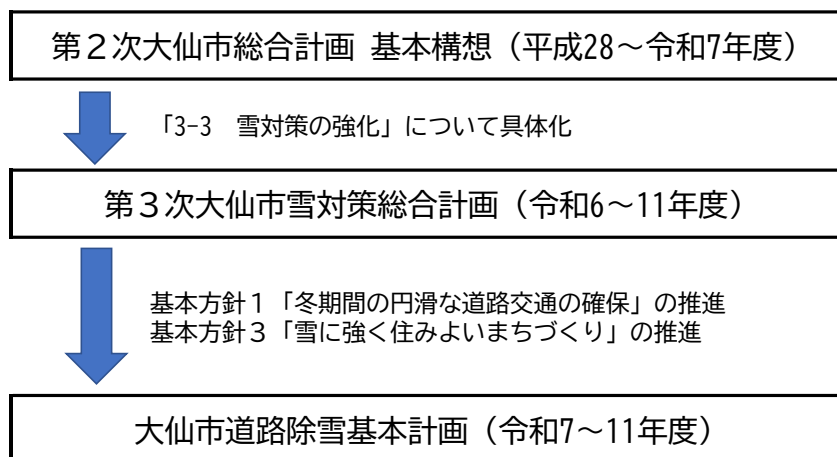 第２次大仙市総合計画 基本構想（平成28～令和7年度）
「3-3　雪対策の強化」について具体化
第３次大仙市雪対策総合計画（令和6～11年度）
基本方針１「冬期間の円滑な道路交通の確保」の推進
基本方針３「雪に強く住みよいまちづくり」の推進
大仙市道路除雪基本計画（令和7～11年度）